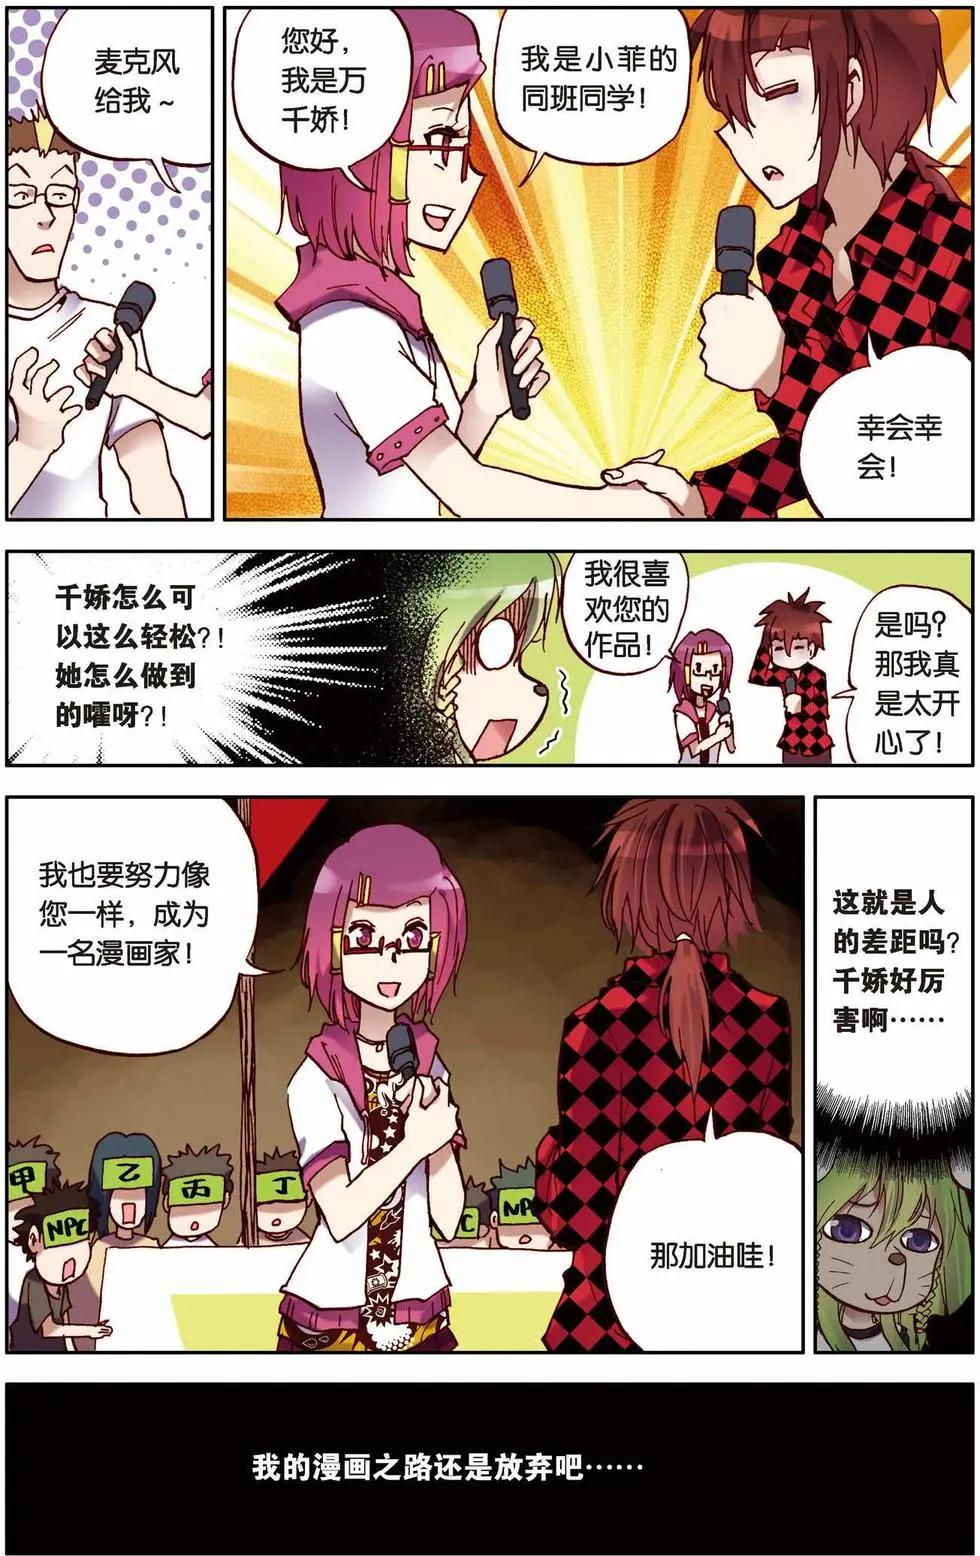 麦克风
给我~
您好，
我是万
千娇！
我是小菲的
同班同学！
幸会幸
会！
千娇怎么可
以这么轻松?!
她怎么做到
的嚯呀?!
我很喜
欢您的
作品！
是吗?
那我真
是太开
心了！
我也要努力像
您一样，成为
一名漫画家！
甲
乙
丙
丁
NPC
C
NP
那加油哇！
这就是人
的差距吗?
千娇好厉
害啊……
我的漫画之路还是放弃吧……